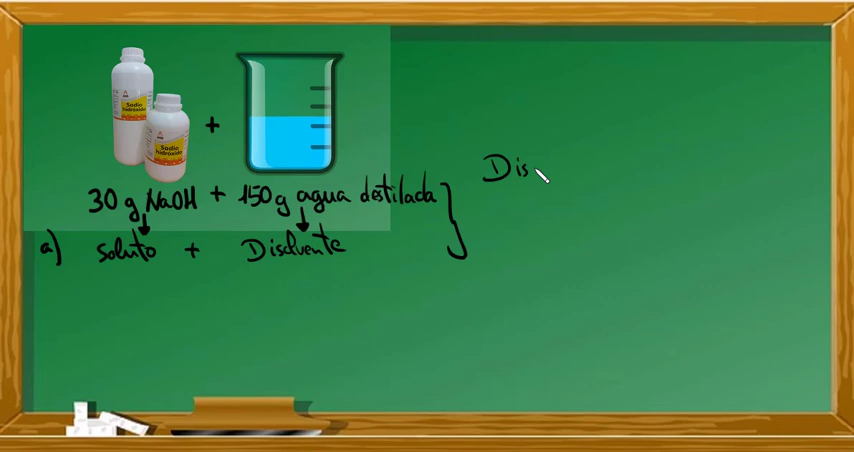 Sodio
hidróxido
Sodio
hidróxido
+
30 g NaOH + 150 g agua destilada
Dis
a) soluto + Disolvente